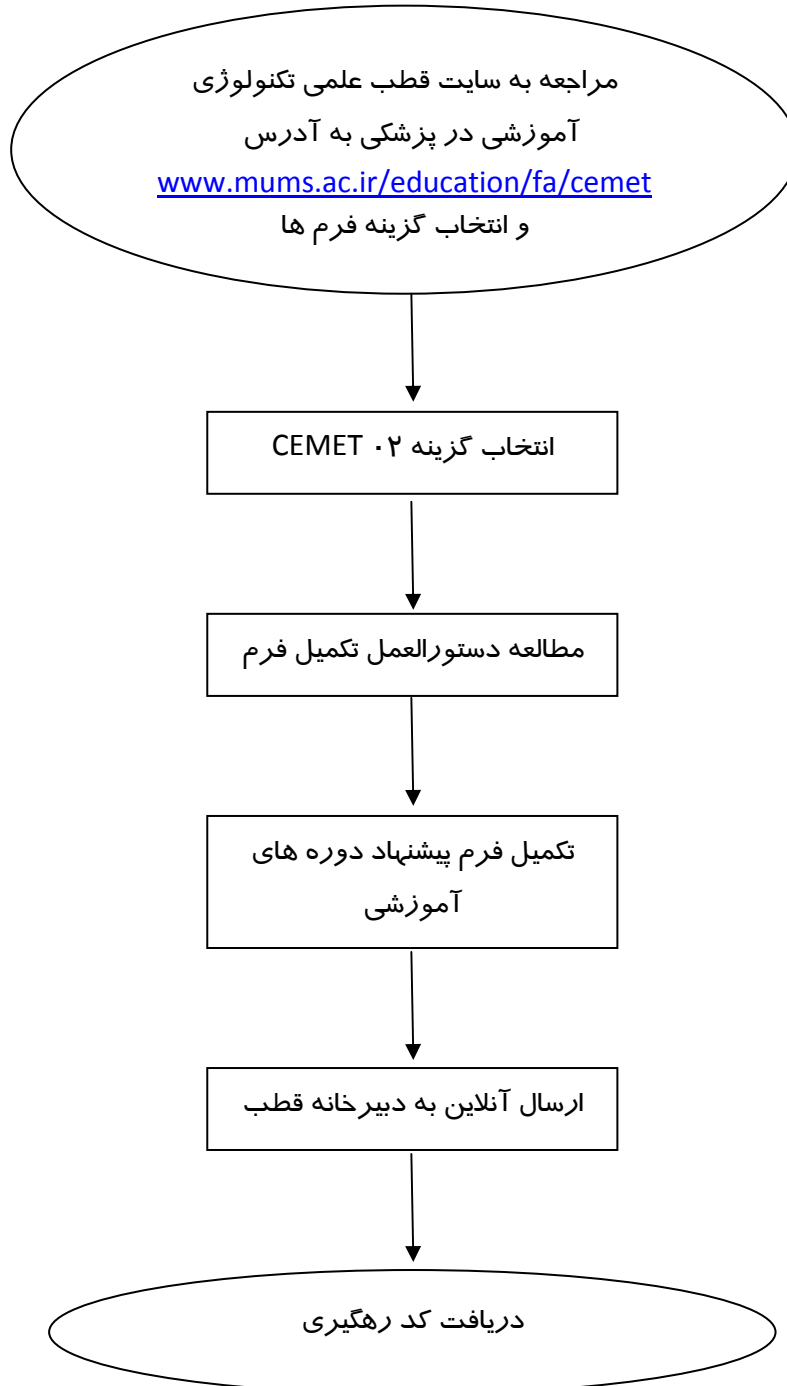 مراجعه به سایت قطب علمی تکنولوژی
آموزشی در پزشکی به آدرس
www.mums.ac.ir/education/fa/cemet
و انتخاب گزینه فرم ها
انتخاب گزینه CEMET ۰۲
مطالعه دستورالعمل تکمیل فرم
تکمیل فرم پیشنهاد دوره های
آموزشی
ارسال آنلاین به دبیرخانه قطب
دریافت کد رهگیری